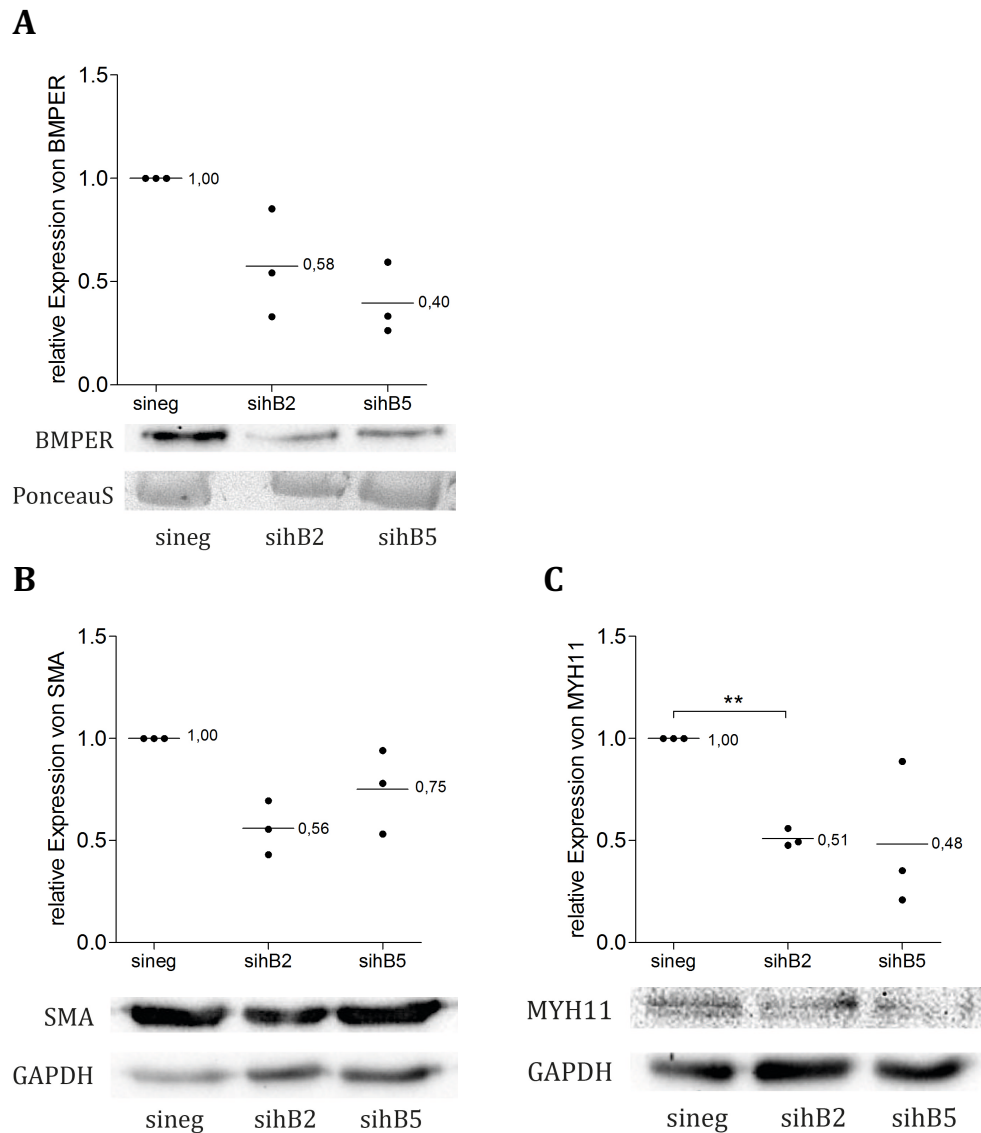 A
relative Expression von BMPER
1.5
1.0
0.5
0.0
1,00
0,58
0,40
sineg sihB2 sihB5
BMPER
PonceauS
sineg sihB2 sihB5
B
relative Expression von SMA
1.5
1.0
0.5
0.0
1,00
0,56
0,75
sineg sihB2 sihB5
SMA
GAPDH
sineg sihB2 sihB5
C
relative Expression von MYH11
1.5
1.0
0.5
0.0
**
1,00
0,51
0,48
sineg sihB2 sihB5
MYH11
GAPDH
sineg sihB2 sihB5